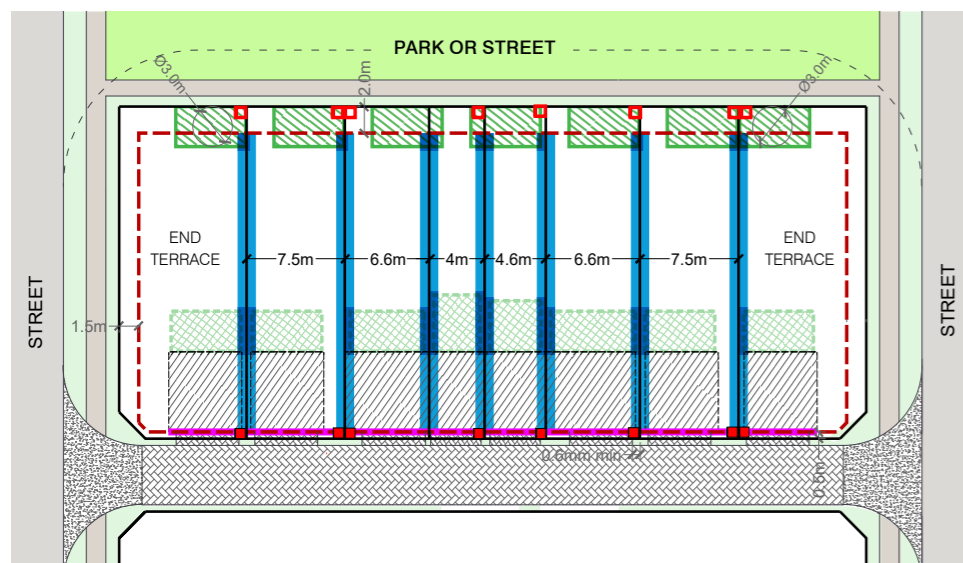 PARK OR STREET
Ø3.0m
2.0m
Ø3.0m
END
TERRACE
END
TERRACE
7.5m
6.6m
4m
4.6m
6.6m
7.5m
STREET
STREET
1.5m
0.6mm min
0.5m